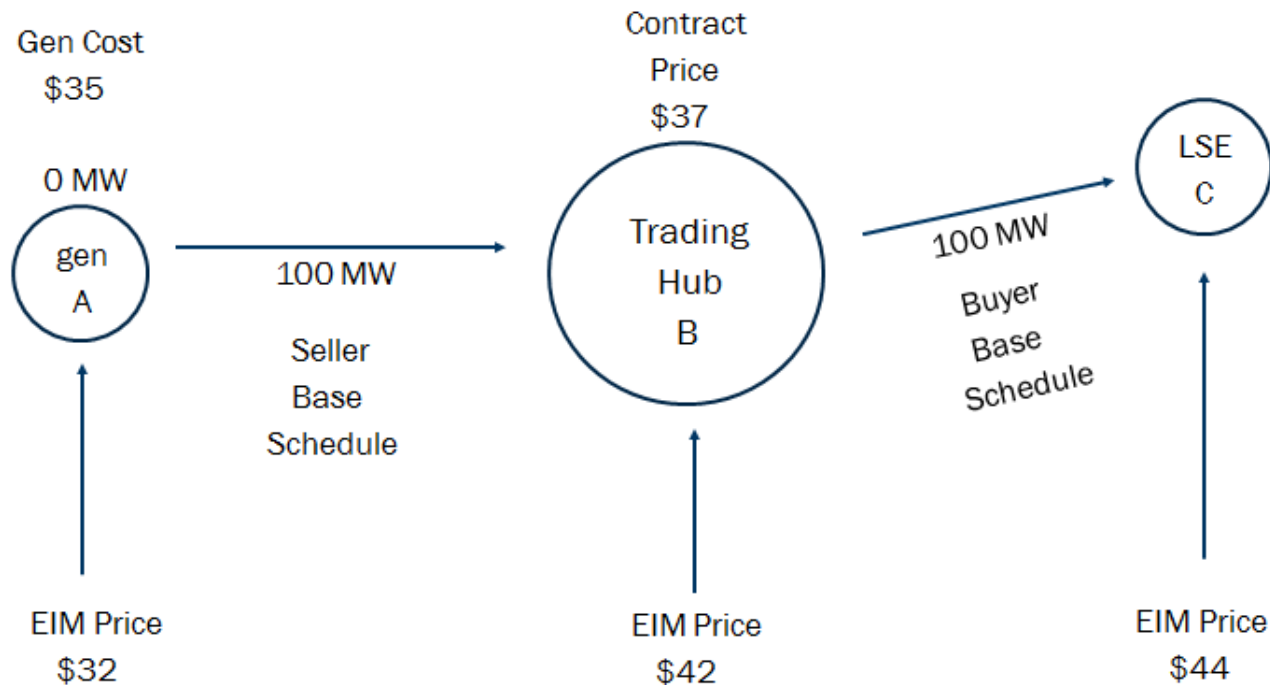 Gen Cost
$35
0 MW
gen
A
100 MW
Seller
Base
Schedule
EIM Price
$32
Contract
Price
$37
Trading
Hub
B
EIM Price
$42
100 MW
Buyer
Base
Schedule
LSE
C
EIM Price
$44